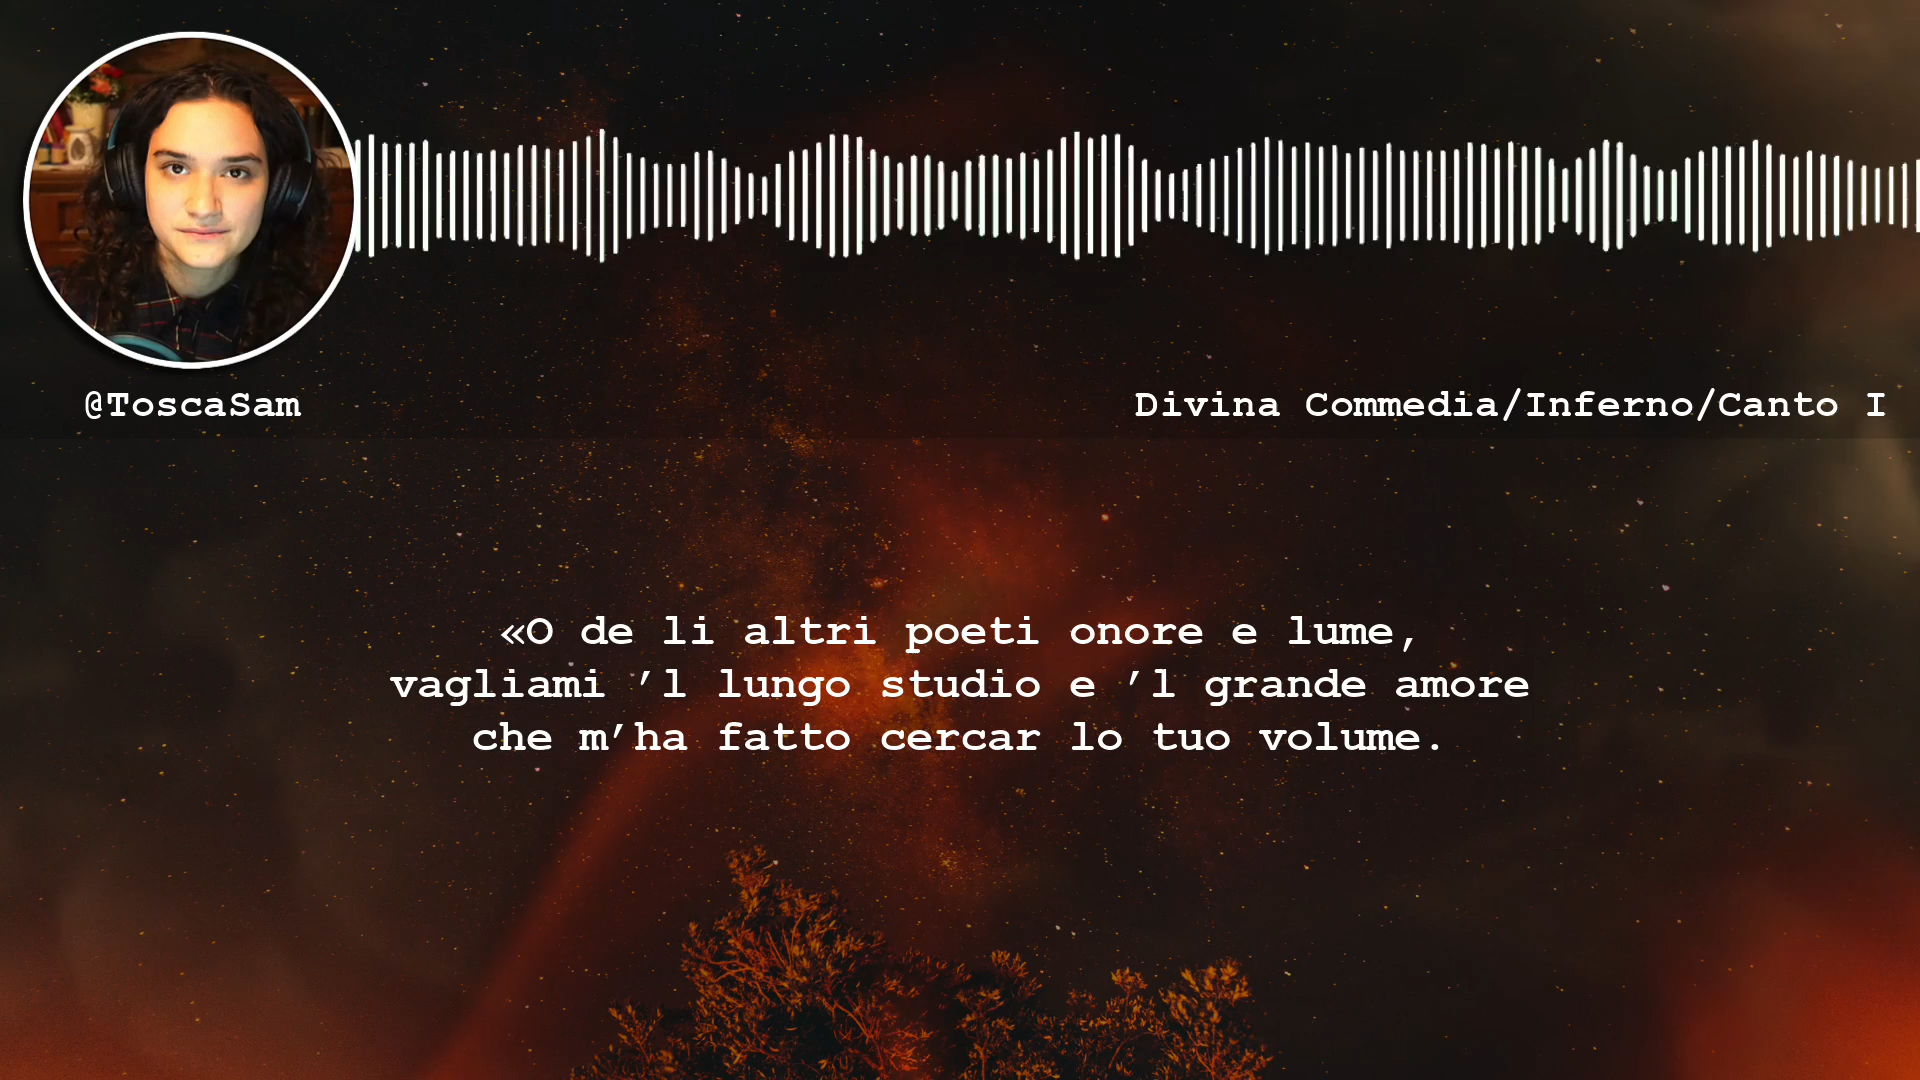 @ToscaSam
Divina Commedia/Inferno/Canto I
«O de li altri poeti onore e lume,
vagliami ’l lungo studio e ’l grande amore
che m’ha fatto cercar lo tuo volume.